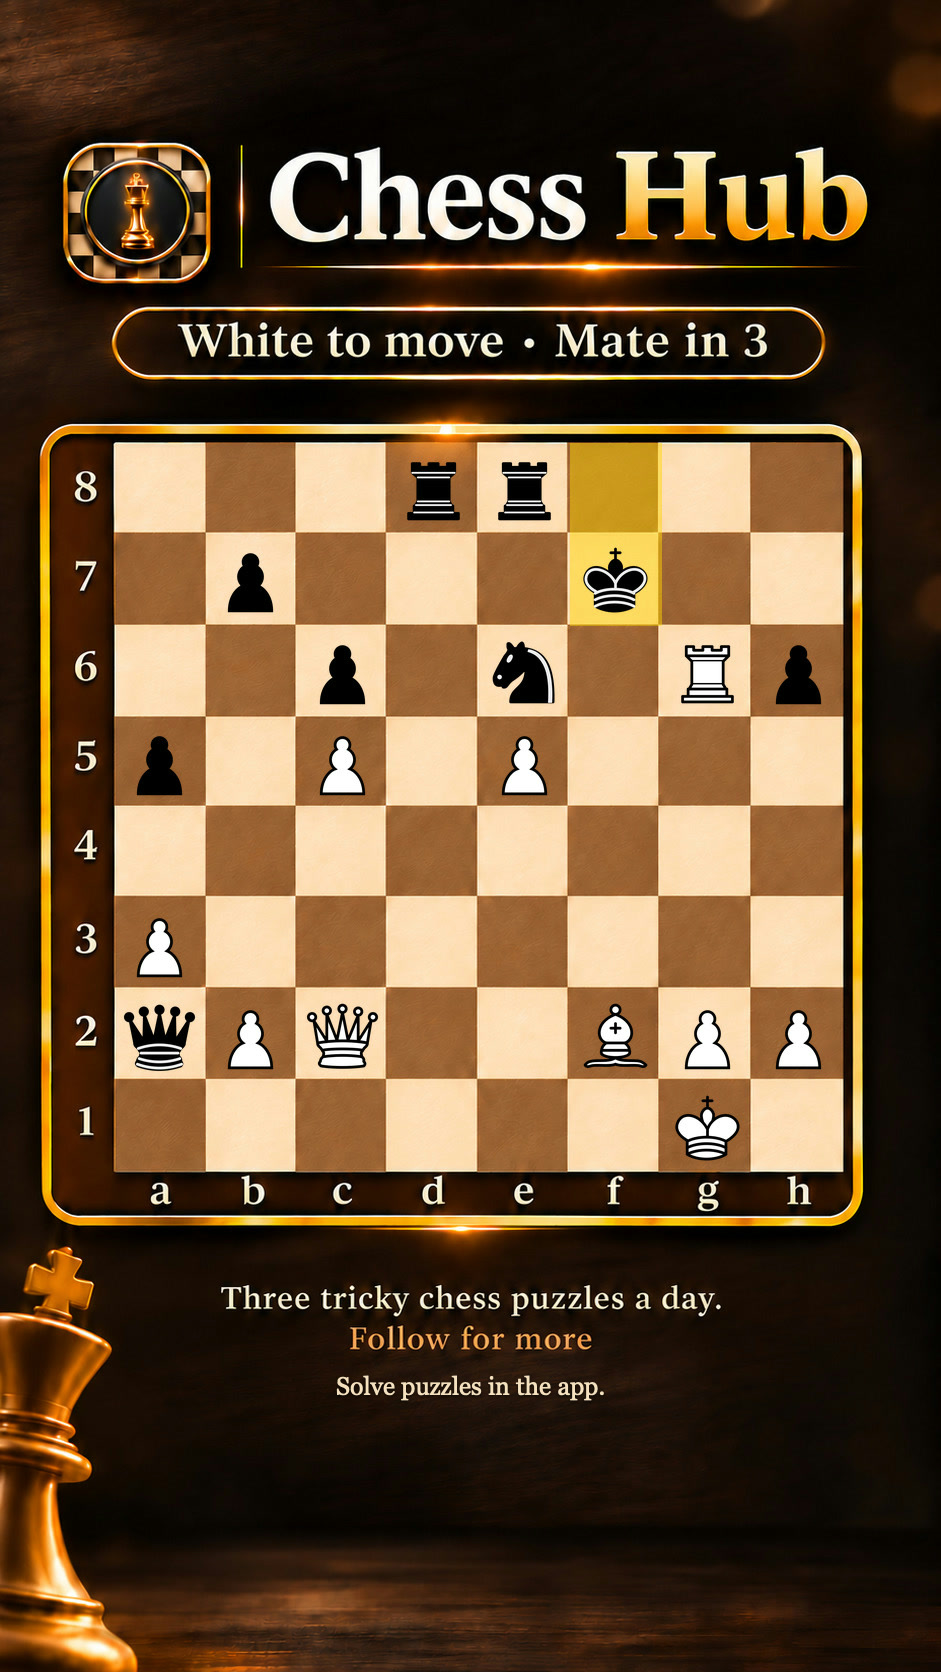 Chess Hub
White to move • Mate in 3
8
7
6
5
4
3
2
1
a b c d e f g h
Three tricky chess puzzles a day.
Follow for more
Solve puzzles in the app.